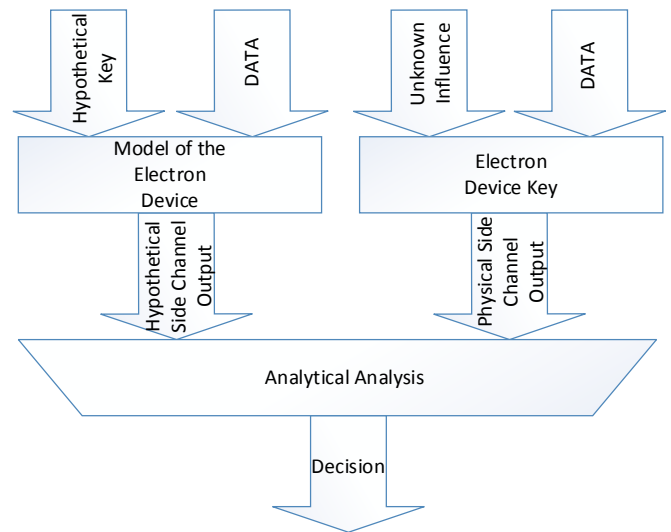 Hypothetical
Key
DATA
Unknown
Influence
DATA
Model of the
Electron
Device
Electron
Device Key
Hypothetical
Side Channel
Output
Physical Side
Channel
Output
Analytical Analysis
Decision